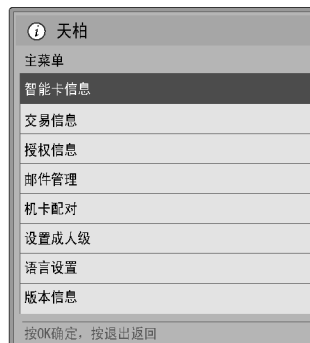 i 天柏
主菜单
智能卡信息
交易信息
授权信息
邮件管理
机卡配对
设置成人级
语言设置
版本信息
按OK确定，按退出返回